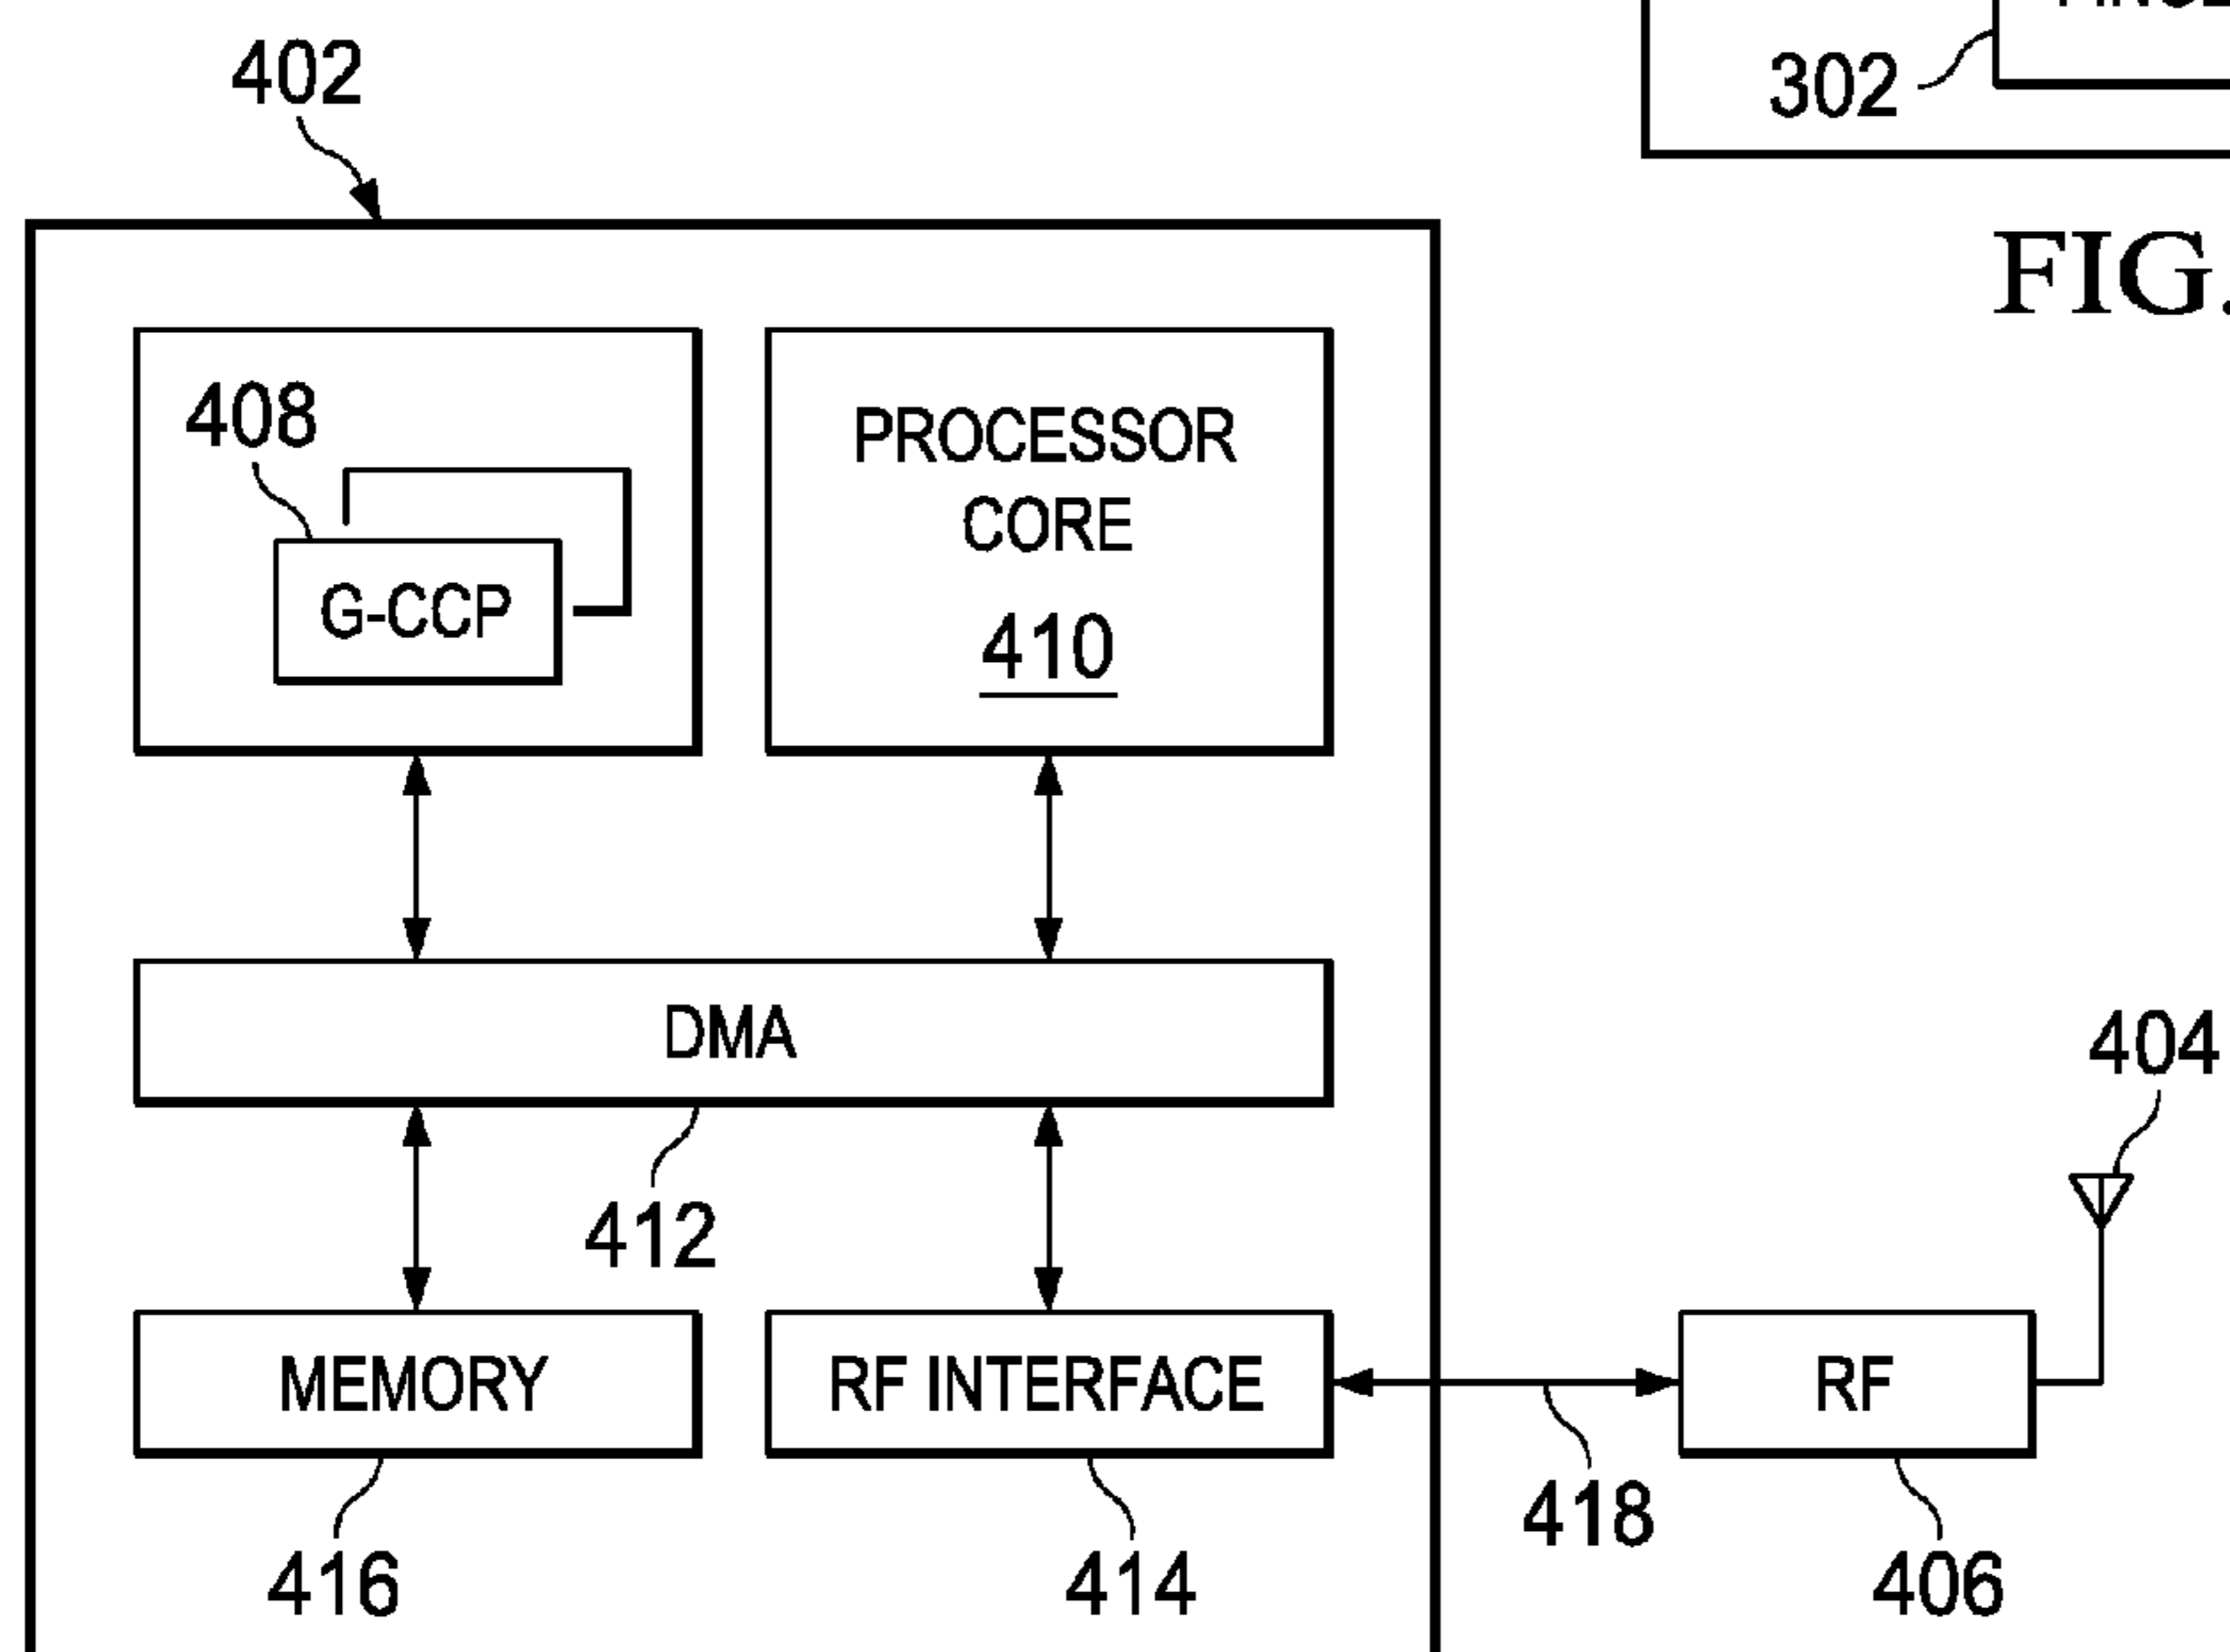 402
302
FIG.
408
G-CCP
PROCESSOR
CORE
410
DMA
412
404
MEMORY
RF INTERFACE
RF
418
416
414
406